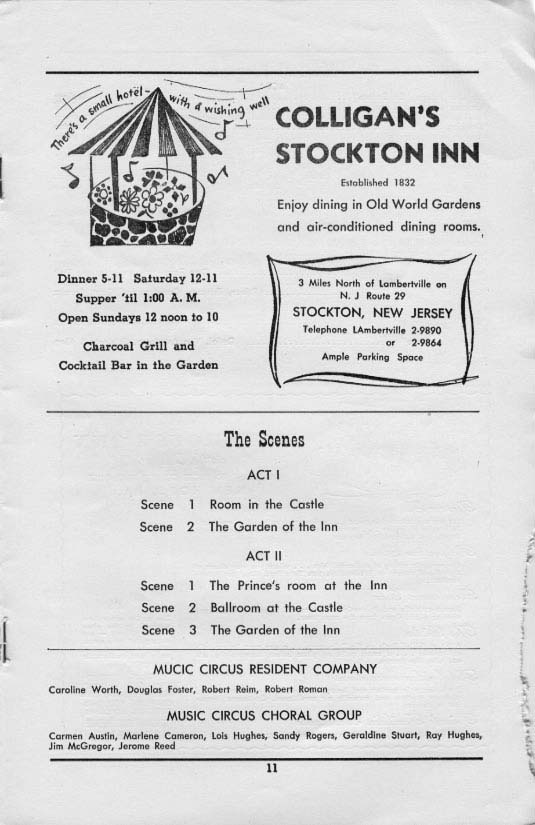 There's a small hotel - with a wishing well
COLLIGAN'S
STOCKTON INN
Established 1832
Enjoy dining in Old World Gardens
and air-conditioned dining rooms.
Dinner 5-11 Saturday 12-11
Supper 'til 1:00 A. M.
Open Sundays 12 noon to 10
Charcoal Grill and
Cocktail Bar in the Garden
3 Miles North of Lambertville on
N. J Route 29
STOCKTON, NEW JERSEY
Telephone LAmbertville 2-9890
or 2-9864
Ample Parking Space
The Scenes
ACT I
Scene 1 Room in the Castle
Scene 2 The Garden of the Inn
ACT II
Scene 1 The Prince's room at the Inn
Scene 2 Ballroom at the Castle
Scene 3 The Garden of the Inn
MUCIC CIRCUS RESIDENT COMPANY
Caroline Worth, Douglas Foster, Robert Reim, Robert Roman
MUSIC CIRCUS CHORAL GROUP
Carmen Austin, Marlene Cameron, Lois Hughes, Sandy Rogers, Geraldine Stuart, Ray Hughes,
Jim McGregor, Jerome Reed
11